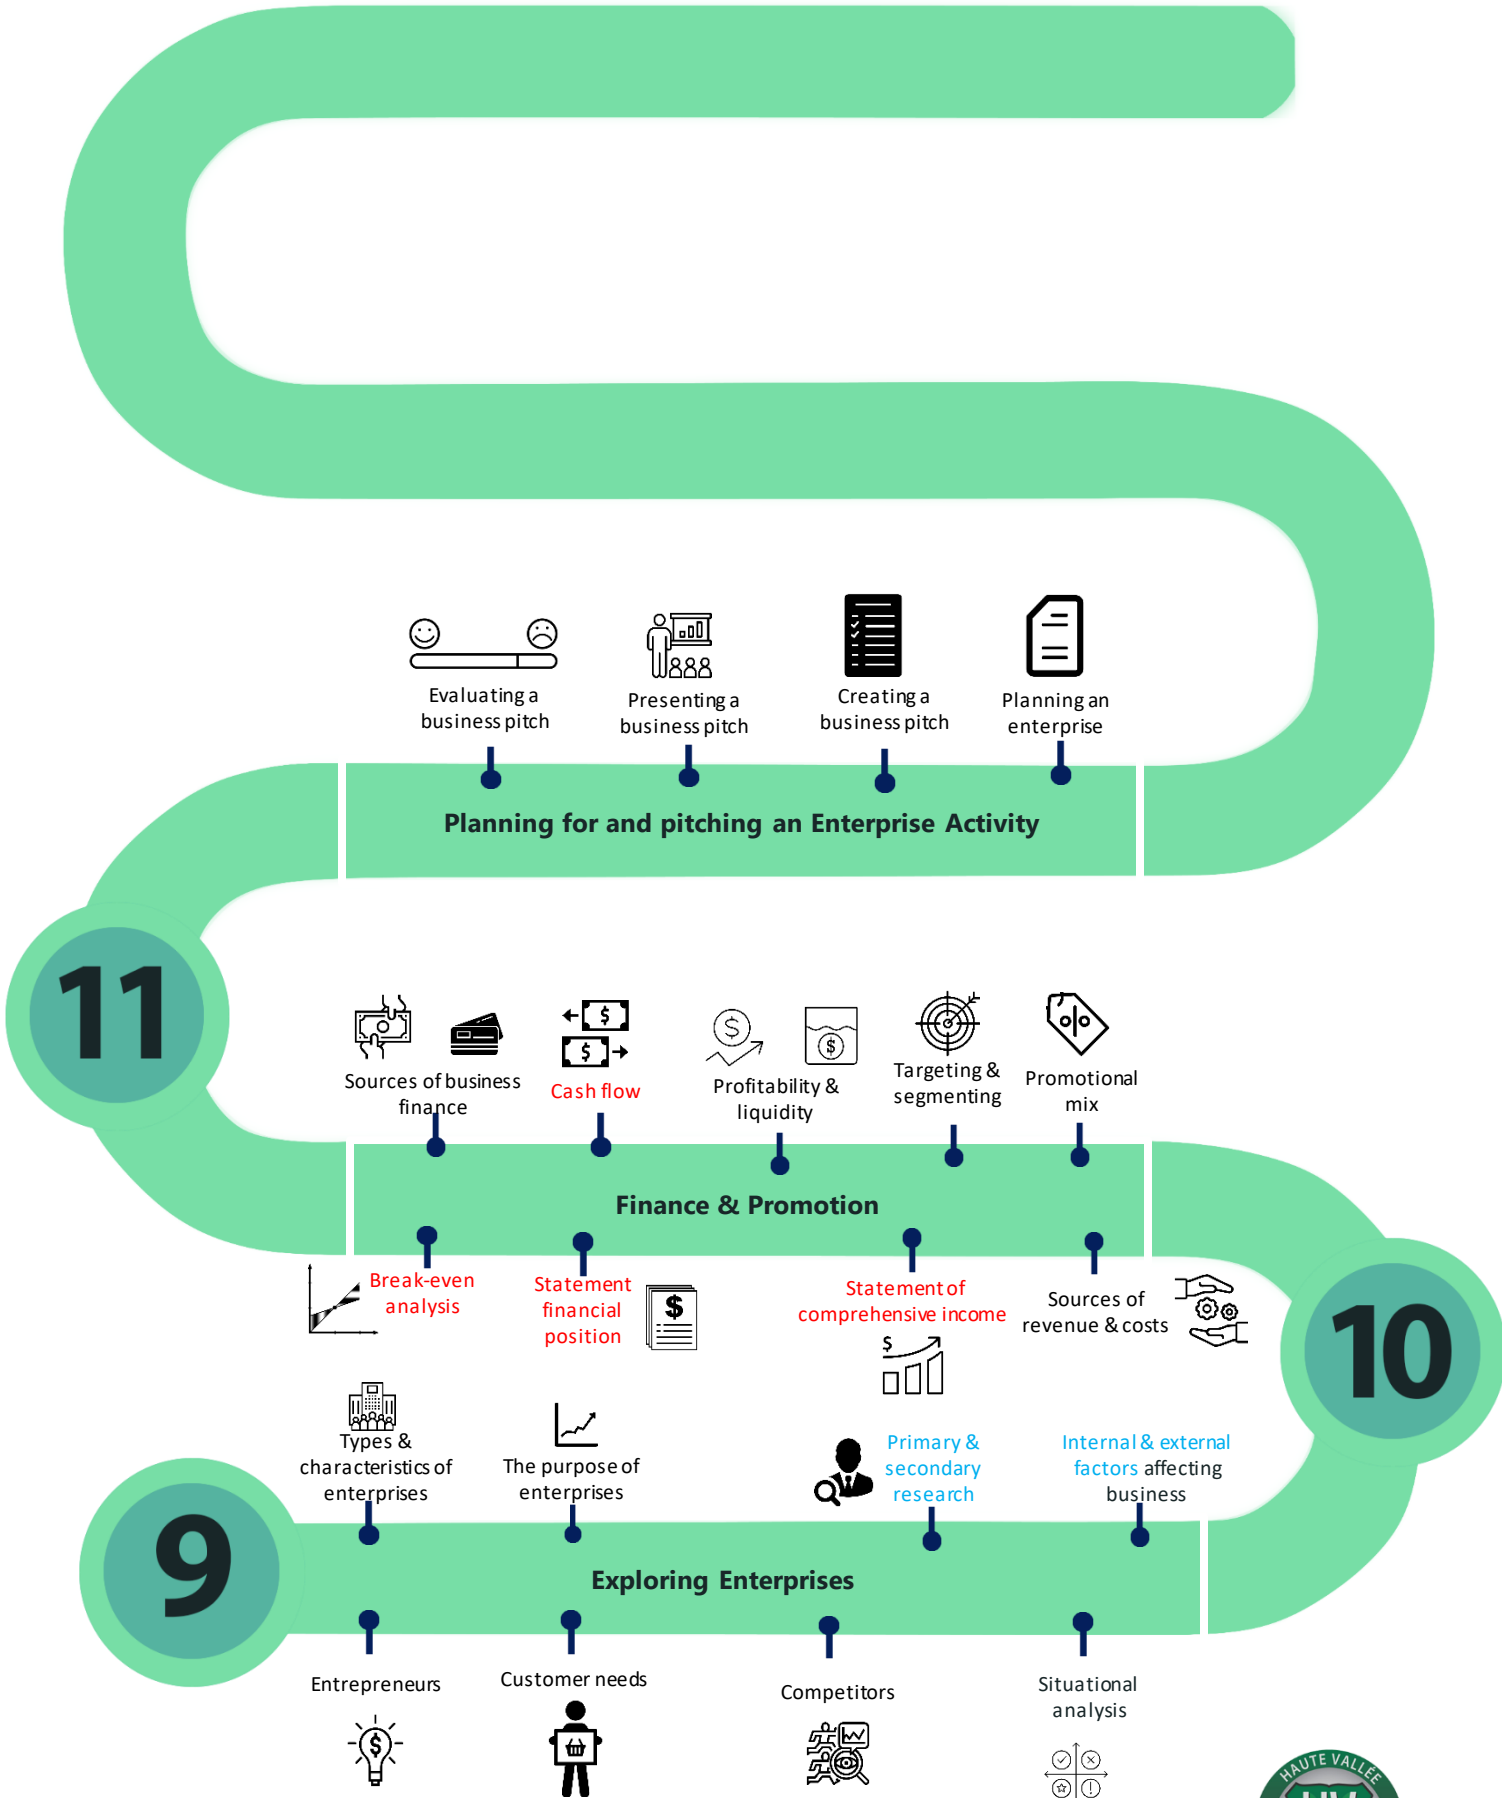 Evaluating a
business pitch
Presenting a
business pitch
Creating a
business pitch
Planning an
enterprise
Planning for and pitching an Enterprise Activity
11
Sources of business
finance
$
$
Cash flow
$
$
Profitability &
liquidity
Targeting &
segmenting
%
Promotional
mix
Finance & Promotion
Break-even
analysis
Statement
financial
position
$
Statement of
comprehensive income
$
Sources of
revenue & costs
10
Types &
characteristics of
enterprises
The purpose of
enterprises
Primary &
secondary
research
Internal & external
factors affecting
business
9
Exploring Enterprises
Entrepreneurs
$
Customer needs
Competitors
Situational
analysis
HAUTE VALLÉE
HV